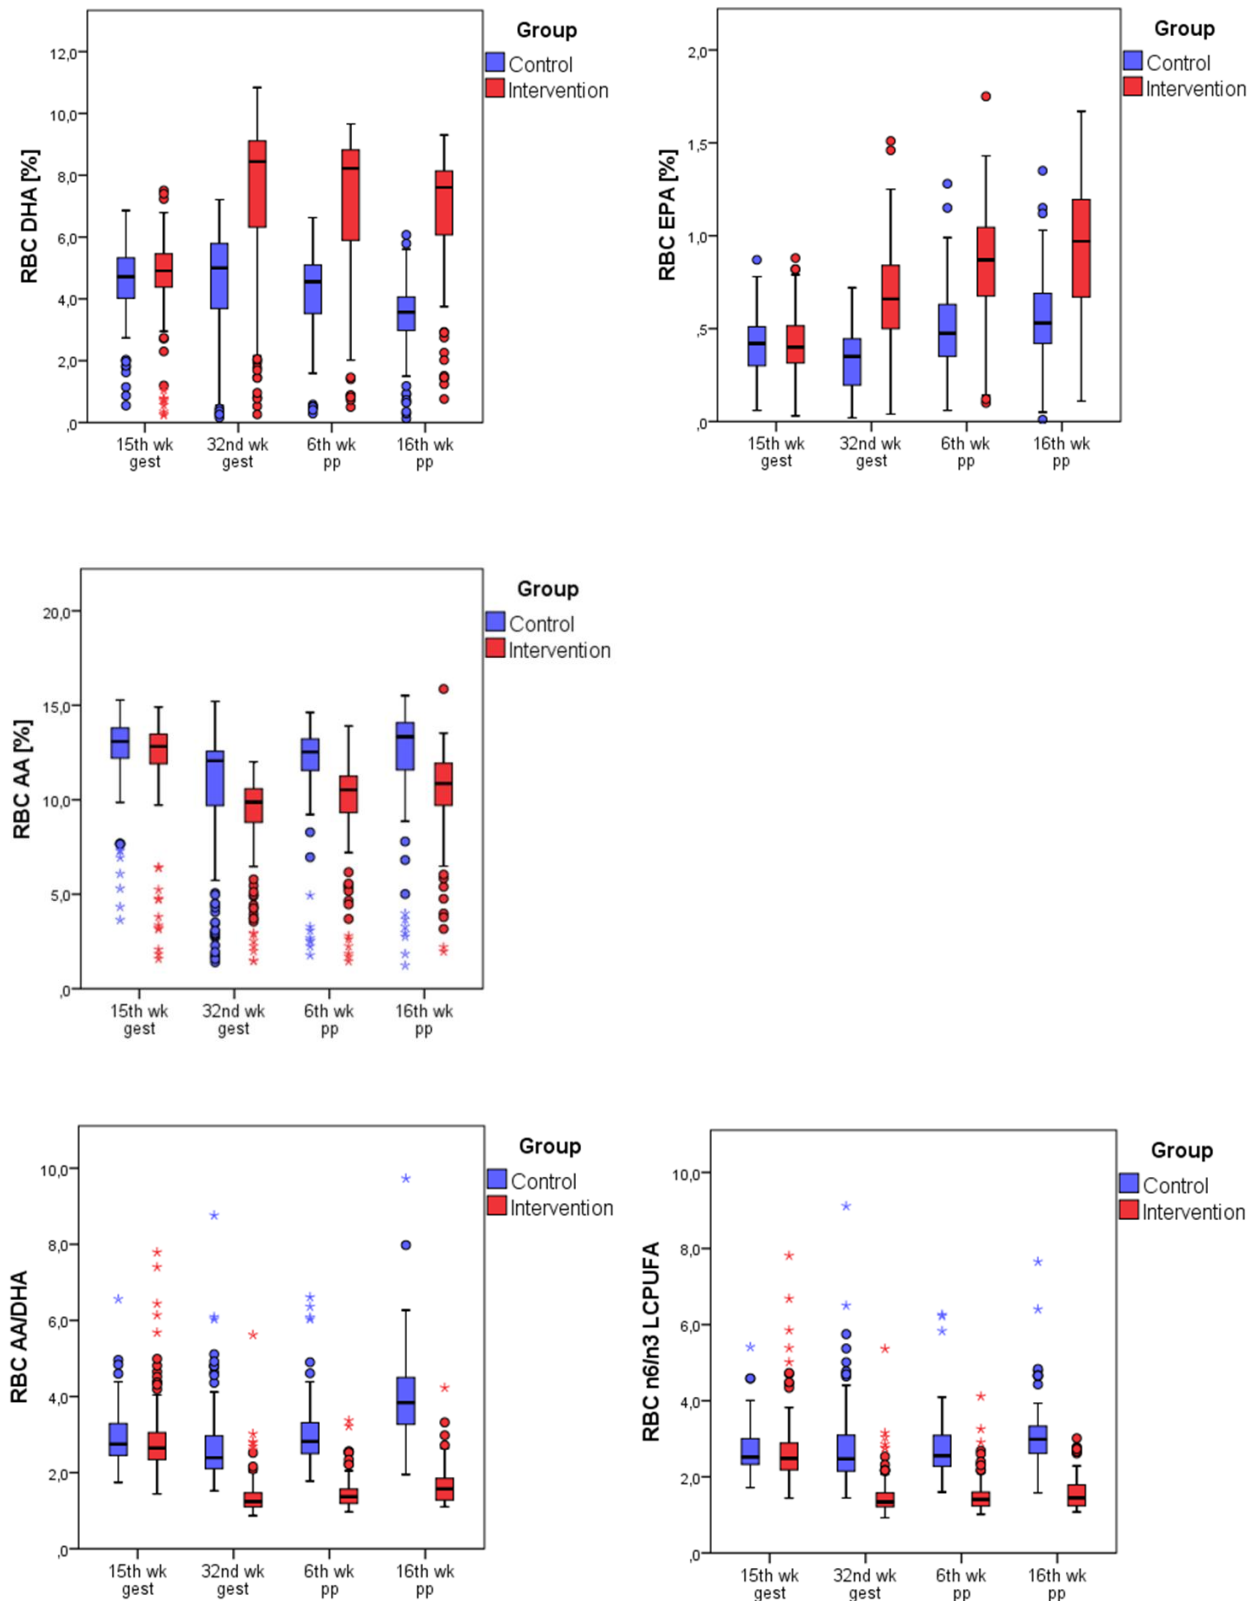 Group
Control
Intervention
RBC DHA [%]
12,0
10,0
8,0
6,0
4,0
2,0
,0
15th wk gest
32nd wk gest
6th wk pp
16th wk pp
Group
Control
Intervention
RBC EPA [%]
2,0
1,5
1,0
,5
,0
15th wk gest
32nd wk gest
6th wk pp
16th wk pp
Group
Control
Intervention
RBC AA [%]
20,0
15,0
10,0
5,0
,0
15th wk gest
32nd wk gest
6th wk pp
16th wk pp
Group
Control
Intervention
RBC AA/DHA
10,0
8,0
6,0
4,0
2,0
,0
15th wk gest
32nd wk gest
6th wk pp
16th wk pp
Group
Control
Intervention
RBC n6/n3 LCPUFA
10,0
8,0
6,0
4,0
2,0
,0
15th wk gest
32nd wk gest
6th wk pp
16th wk pp